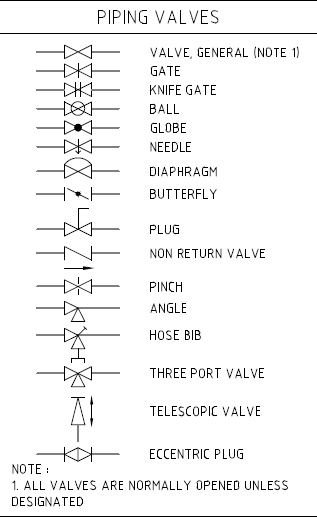 PIPING VALVES
VALVE, GENERAL (NOTE 1)
GATE
KNIFE GATE
BALL
GLOBE
NEEDLE
DIAPHRAGM
BUTTERFLY
PLUG
NON RETURN VALVE
PINCH
ANGLE
HOSE BIB
THREE PORT VALVE
TELESCOPIC VALVE
ECCENTRIC PLUG
NOTE :
1. ALL VALVES ARE NORMALLY OPENED UNLESS
DESIGNATED